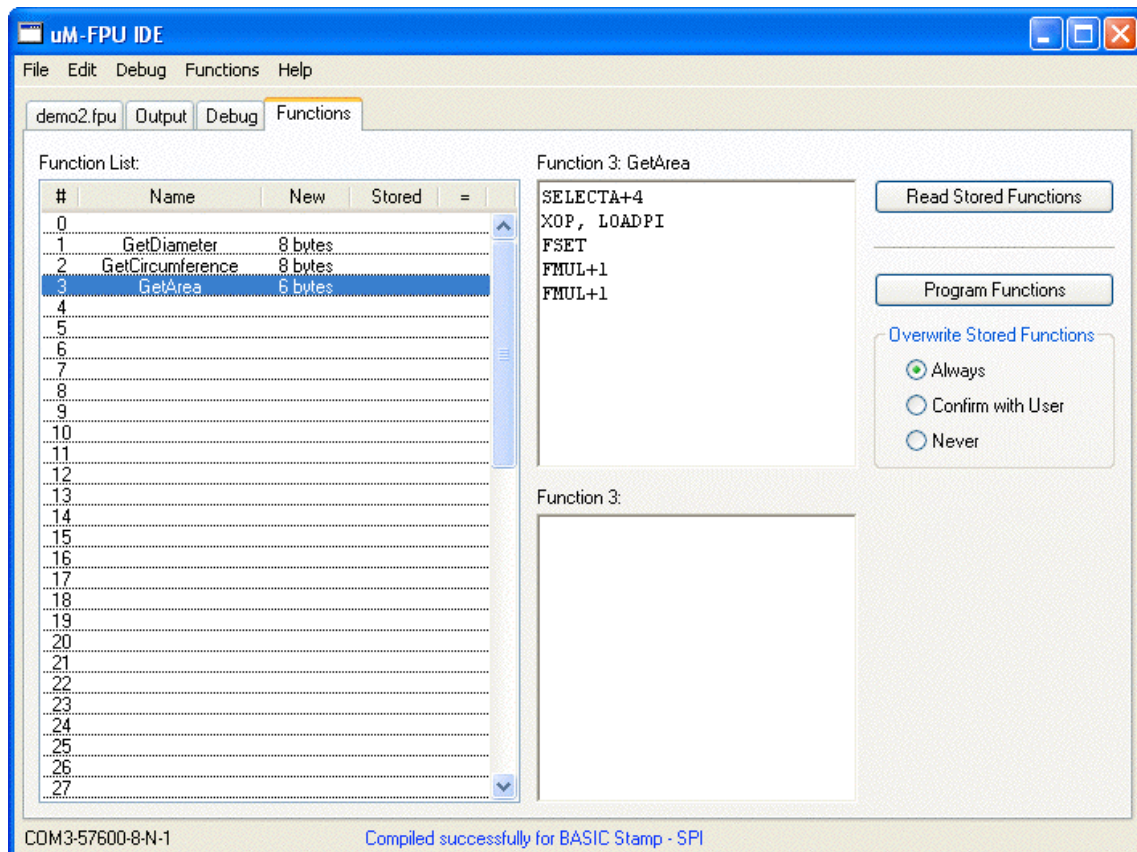 uM-FPU IDE
File Edit Debug Functions Help
demo2.fpu Output Debug Functions
Function List:
# Name New Stored =
0
1 GetDiameter 8 bytes
2 GetCircumference 8 bytes
3 GetArea 6 bytes
4
5
6
7
8
9
10
11
12
13
14
15
16
17
18
19
20
21
22
23
24
25
26
27
Function 3: GetArea
SELECTA+4
XOP, LOADPI
FSET
FMUL+1
FMUL+1
Function 3:
Read Stored Functions
Program Functions
Overwrite Stored Functions
Always
Confirm with User
Never
COM3-57600-8-N-1
Compiled successfully for BASIC Stamp - SPI